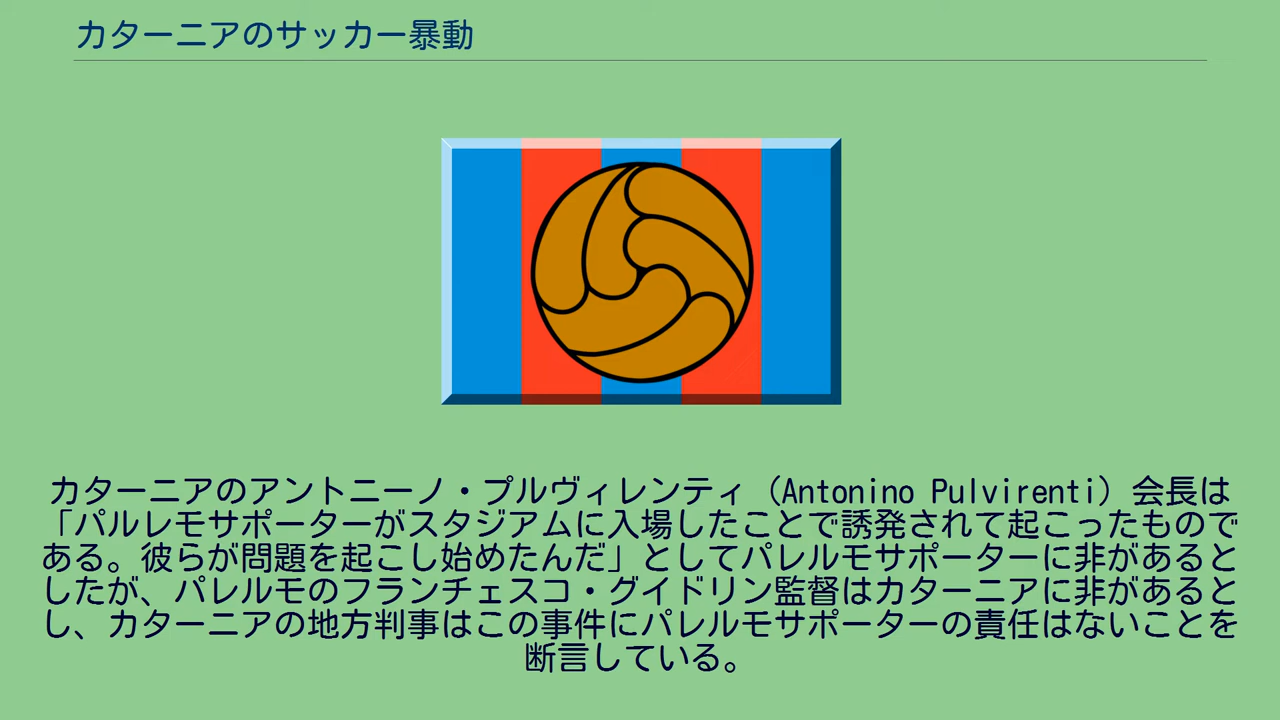 カターニアのサッカー暴動
カターニアのアントニーノ・プルヴィレンティ（Antonino Pulvirenti）会長は
「パルレモサポーターがスタジアムに入場したことで誘発されて起こったもので
ある。彼らが問題を起こし始めたんだ」としてパレルモサポーターに非があると
したが、パレルモのフランチェスコ・グイドリン監督はカターニアに非があると
し、カターニアの地方判事はこの事件にパレルモサポーターの責任はないことを
断言している。